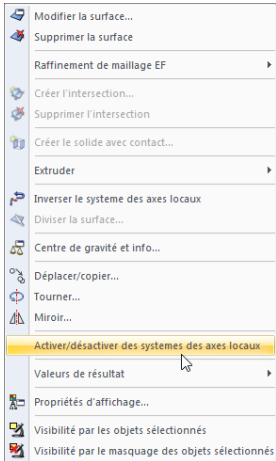 Modifier la surface...
Supprimer la surface
Raffinement de maillage EF
Créer l'intersection...
Supprimer l'intersection
Créer le solide avec contact...
Extruder
Inverser le systeme des axes locaux
Diviser la surface...
Centre de gravité et info...
Déplacer/copier...
Tourner...
Miroir...
Activer/désactiver des systemes des axes locaux
Valeurs de résultat
Propriétés d'affichage...
Visibilité par les objets sélectionnés
Visibilité par le masquage des objets sélectionnés